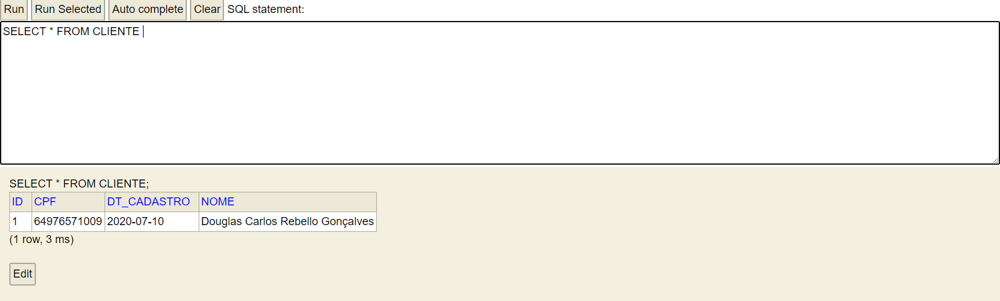 Run Run Selected Auto complete Clear SQL statement:
SELECT * FROM CLIENTE
SELECT * FROM CLIENTE;
ID CPF DT_CADASTRO NOME
1 64976571009 2020-07-10 Douglas Carlos Rebello Gonçalves
(1 row, 3 ms)
Edit